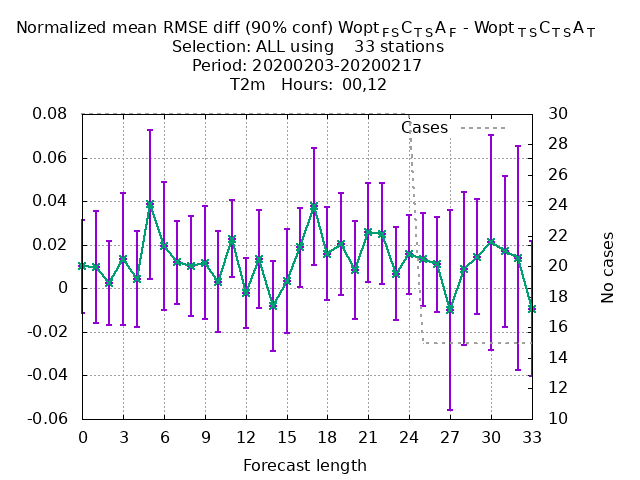 Normalized mean RMSE diff (90% conf) Wopt FS C TS A F - Wopt TS C TS A T
Selection: ALL using 33 stations
Period: 20200203-20200217
T2m Hours: 00,12
0.08
0.06
0.04
0.02
0
-0.02
-0.04
-0.06
Cases
30
28
26
24
22
20
18
16
14
12
10
No cases
0 3 6 9 12 15 18 21 24 27 30 33
Forecast length